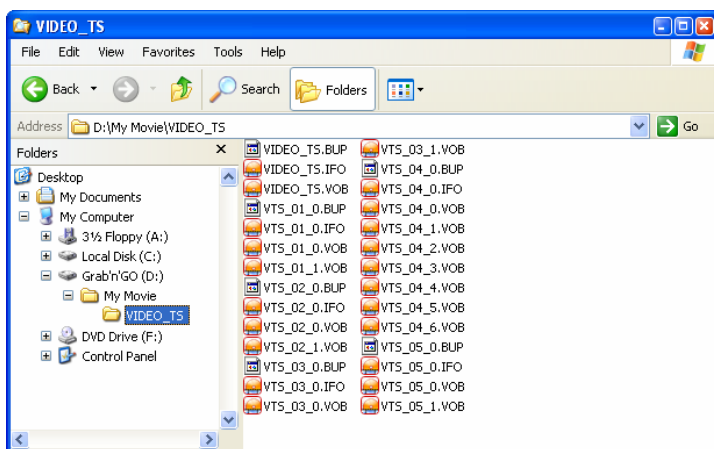 VIDEO_TS
File Edit View Favorites Tools Help
Back Search Folders
Address D:\My Movie\VIDEO_TS Go
Folders
Desktop
My Documents
My Computer
3½ Floppy (A:)
Local Disk (C:)
Grab'n'GO (D:)
My Movie
VIDEO_TS
DVD Drive (F:)
Control Panel
VIDEO_TS.BUP
VIDEO_TS.IFO
VIDEO_TS.VOB
VTS_01_0.BUP
VTS_01_0.IFO
VTS_01_0.VOB
VTS_01_1.VOB
VTS_02_0.BUP
VTS_02_0.IFO
VTS_02_0.VOB
VTS_02_1.VOB
VTS_03_0.BUP
VTS_03_0.IFO
VTS_03_0.VOB
VTS_03_1.VOB
VTS_04_0.BUP
VTS_04_0.IFO
VTS_04_0.VOB
VTS_04_1.VOB
VTS_04_2.VOB
VTS_04_3.VOB
VTS_04_4.VOB
VTS_04_5.VOB
VTS_04_6.VOB
VTS_05_0.BUP
VTS_05_0.IFO
VTS_05_0.VOB
VTS_05_1.VOB